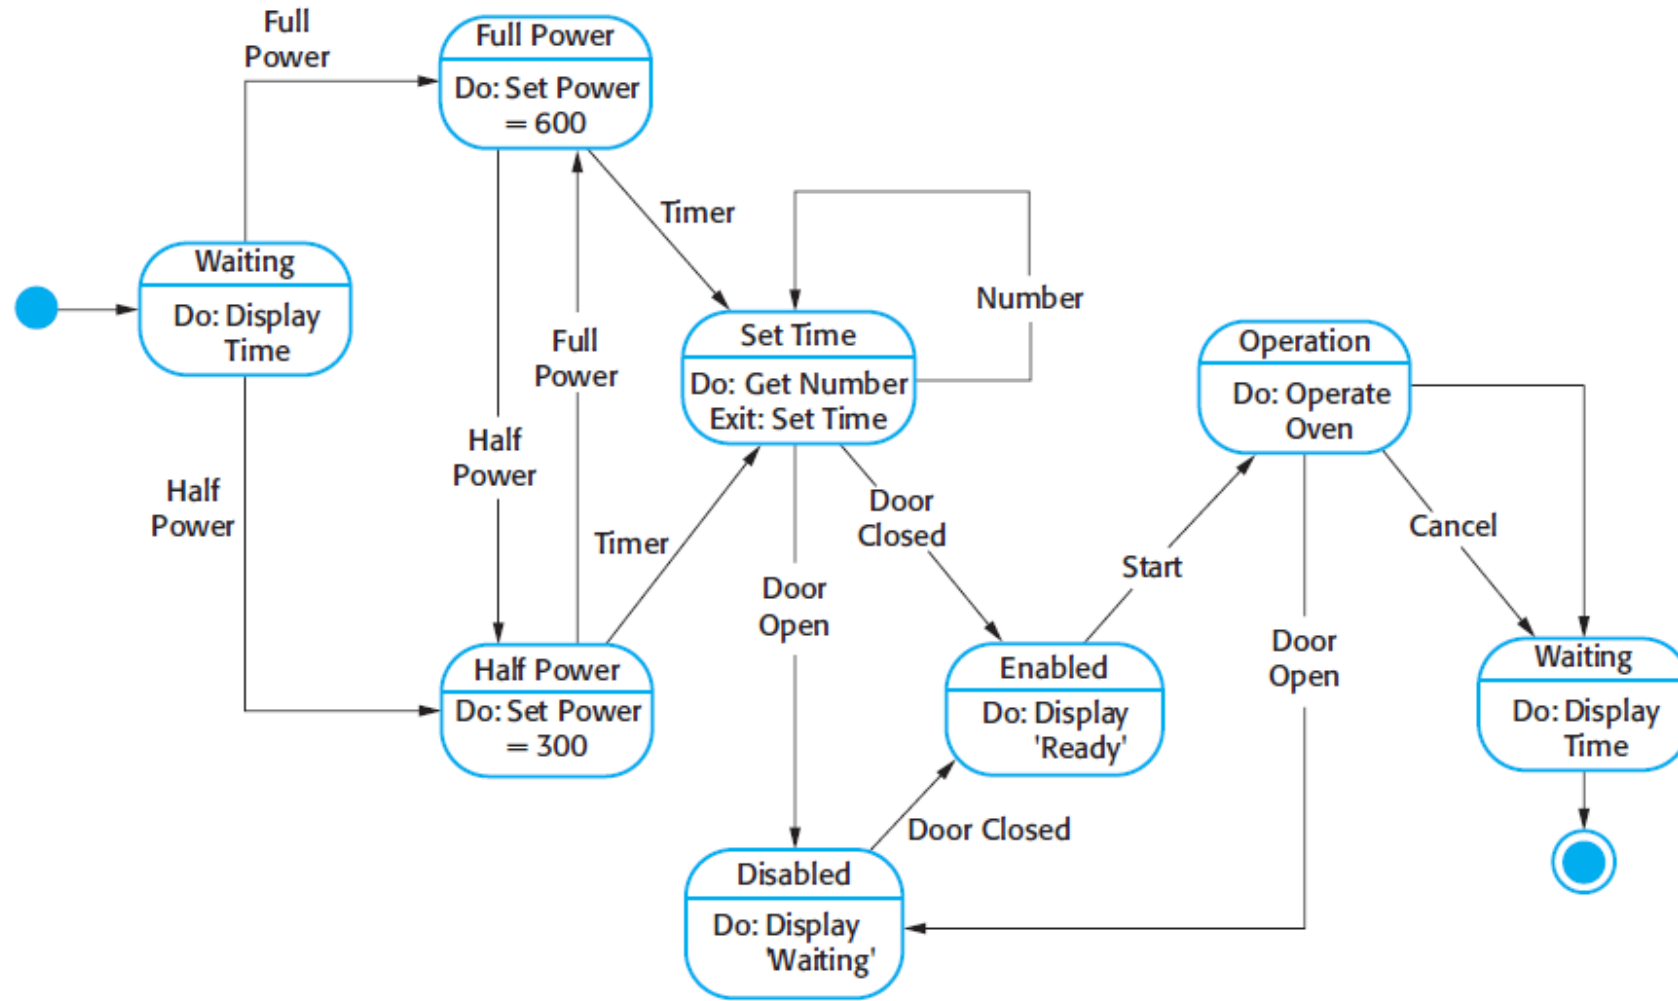 Full
Power
Full Power
Do: Set Power
= 600
Timer
Waiting
Do: Display
Time
Number
Full
Power
Set Time
Do: Get Number
Exit: Set Time
Operation
Do: Operate
Oven
Half
Power
Half
Power
Door
Closed
Cancel
Timer
Start
Door
Open
Door
Open
Half Power
Do: Set Power
= 300
Enabled
Do: Display
'Ready'
Waiting
Do: Display
Time
Door Closed
Disabled
Do: Display
'Waiting'